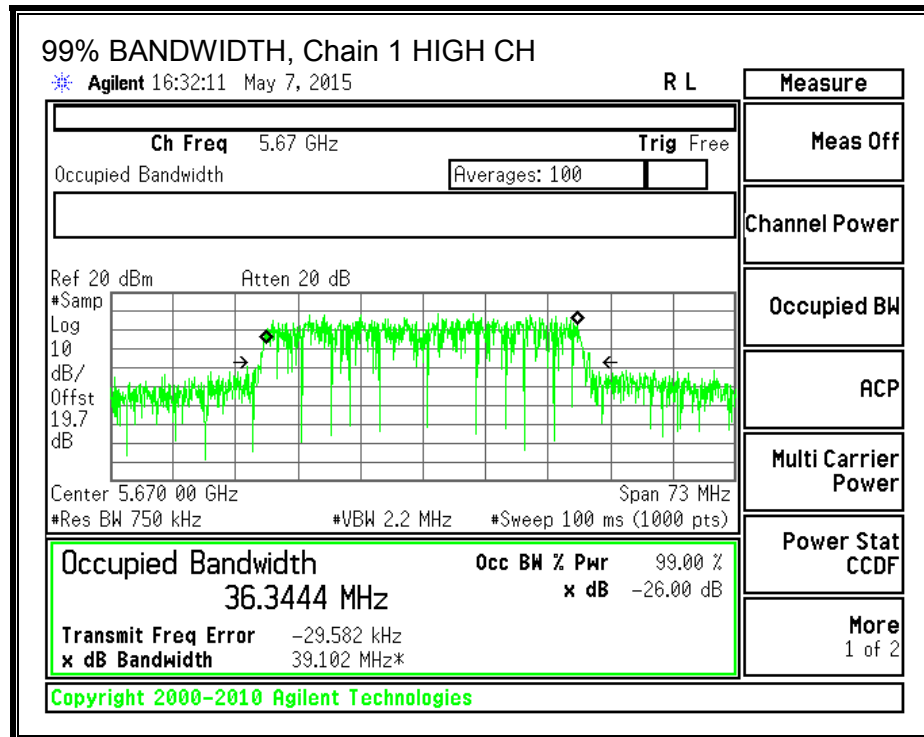 99% BANDWIDTH, Chain 1 HIGH CH
Agilent 16:32:11 May 7, 2015 R L
Ch Freq 5.67 GHz Trig Free
Occupied Bandwidth Averages: 100
Ref 20 dBm Atten 20 dB
#Samp
Log
10
dB/
Offst
19.7
dB
Center 5.670 00 GHz Span 73 MHz
#Res BW 750 kHz #VBW 2.2 MHz #Sweep 100 ms (1000 pts)
Occupied Bandwidth Occ BW % Pwr 99.00 %
36.3444 MHz x dB -26.00 dB
Transmit Freq Error -29.582 kHz
x dB Bandwidth 39.102 MHz*
Copyright 2000-2010 Agilent Technologies
Measure
Meas Off
Channel Power
Occupied BW
ACP
Multi Carrier
Power
Power Stat
CCDF
More
1 of 2